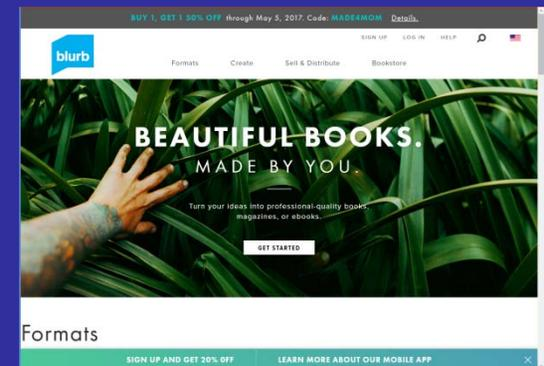 BUY 1, GET 1 50% OFF through May 5, 2017. Code: MADE4MOM Details.
SIGN UP LOG IN HELP
blurb
Formats Create Sell & Distribute Bookstore
BEAUTIFUL BOOKS.
MADE BY YOU.
Turn your ideas into professional-quality books,
magazines, or ebooks.
GET STARTED
Formats
SIGN UP AND GET 20% OFF LEARN MORE ABOUT OUR MOBILE APP